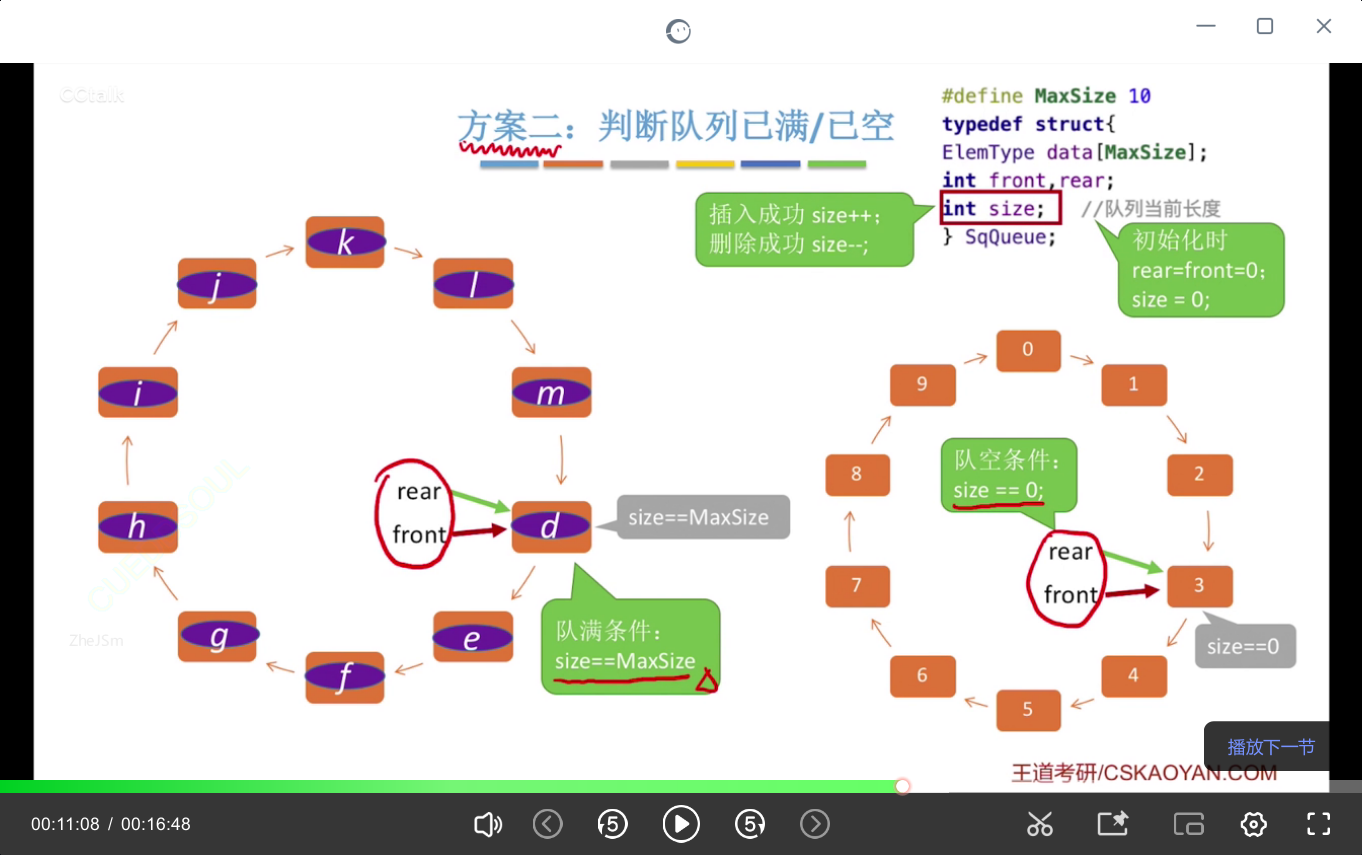 CCtalk
方案二：判断队列已满/已空
#define MaxSize 10
typedef struct{
ElemType data[MaxSize];
int front,rear;
int size; //队列当前长度
} SqQueue;
插入成功 size++;
删除成功 size--;
初始化时
rear=front=0;
size = 0;
k
j
l
i
m
rear
front
h
d
size==MaxSize
g
e
f
队满条件：
size==MaxSize
0
9
1
8
2
队空条件：
size == 0;
rear
front
7
3
size==0
6
4
5
ZheJSm
播放下一节
王道考研/CSKAOYAN.COM
00:11:08 / 00:16:48
5
5